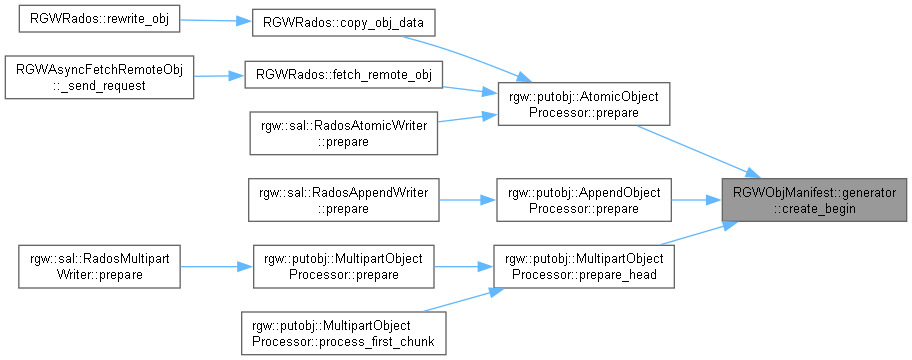 RGWRados::rewrite_obj
RGWRados::copy_obj_data
RGWAsyncFetchRemoteObj
::_send_request
RGWRados::fetch_remote_obj
rgw::putobj::AtomicObject
Processor::prepare
rgw::sal::RadosAtomicWriter
::prepare
rgw::sal::RadosAppendWriter
::prepare
rgw::putobj::AppendObject
Processor::prepare
RGWObjManifest::generator
::create_begin
rgw::sal::RadosMultipart
Writer::prepare
rgw::putobj::MultipartObject
Processor::prepare
rgw::putobj::MultipartObject
Processor::prepare_head
rgw::putobj::MultipartObject
Processor::process_first_chunk